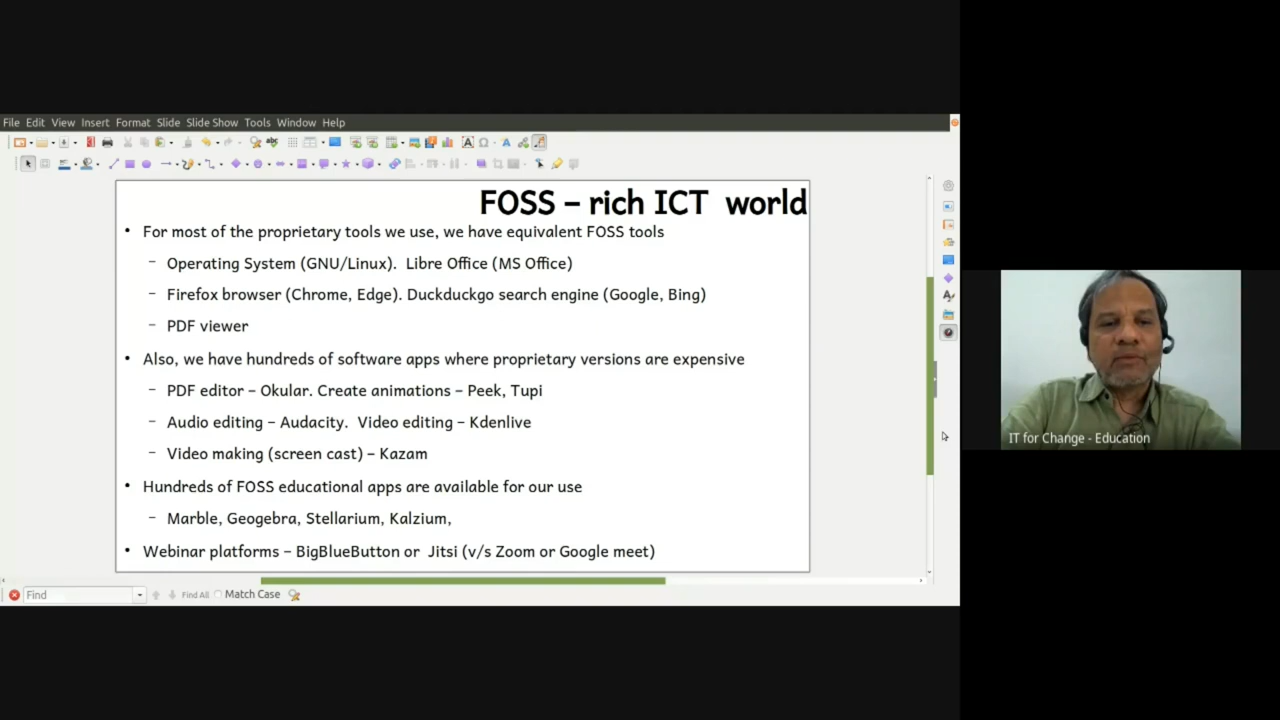 File Edit View Insert Format Slide Slide Show Tools Window Help
FOSS – rich ICT world
• For most of the proprietary tools we use, we have equivalent FOSS tools
– Operating System (GNU/Linux). Libre Office (MS Office)
– Firefox browser (Chrome, Edge). Duckduckgo search engine (Google, Bing)
– PDF viewer
• Also, we have hundreds of software apps where proprietary versions are expensive
– PDF editor – Okular. Create animations – Peek, Tupi
– Audio editing – Audacity. Video editing – Kdenlive
– Video making (screen cast) – Kazam
• Hundreds of FOSS educational apps are available for our use
– Marble, Geogebra, Stellarium, Kalzium,
• Webinar platforms – BigBlueButton or Jitsi (v/s Zoom or Google meet)
Find Find All Match Case
IT for Change - Education